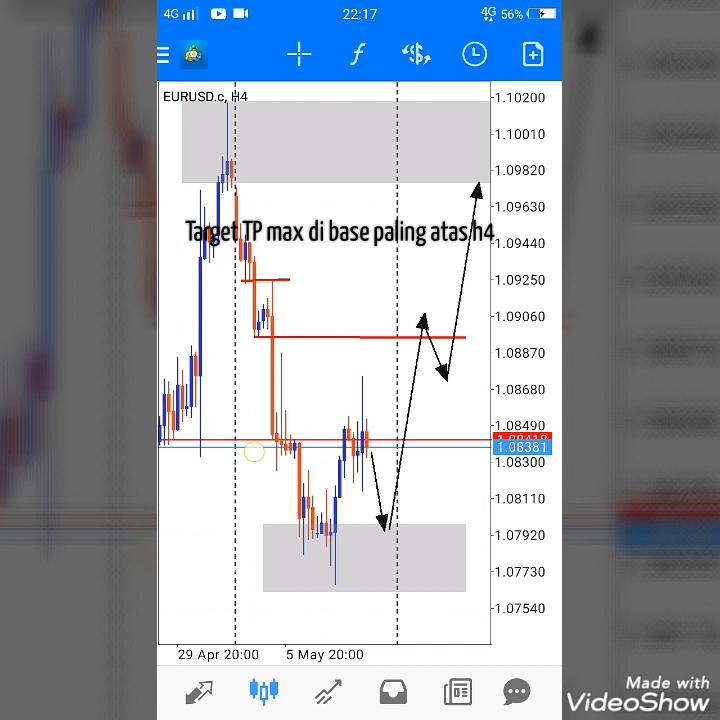 4G 22:17 4G 56%
EURUSD.c, H4
1.10200
1.10010
1.09820
Target TP max di base paling atas h4
1.09630
1.09440
1.09250
1.09060
1.08870
1.08680
1.08490
1.08418
1.08381
1.08300
1.08110
1.07920
1.07730
1.07540
29 Apr 20:00 5 May 20:00
Made with
VideoShow